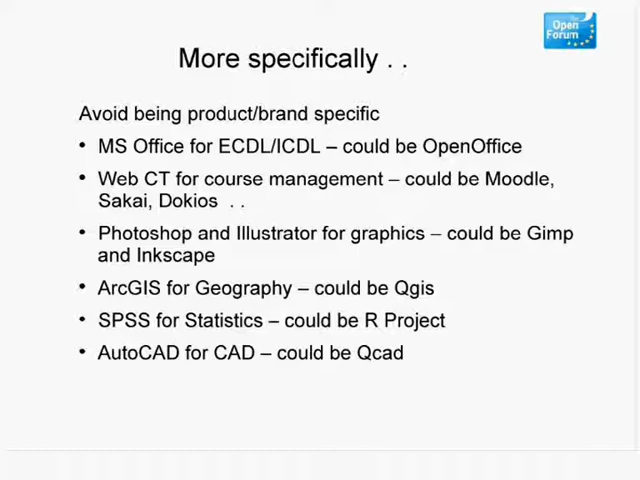 Open
Forum
More specifically . .
Avoid being product/brand specific
• MS Office for ECDL/ICDL – could be OpenOffice
• Web CT for course management – could be Moodle,
Sakai, Dokios . .
• Photoshop and Illustrator for graphics – could be Gimp
and Inkscape
• ArcGIS for Geography – could be Qgis
• SPSS for Statistics – could be R Project
• AutoCAD for CAD – could be Qcad